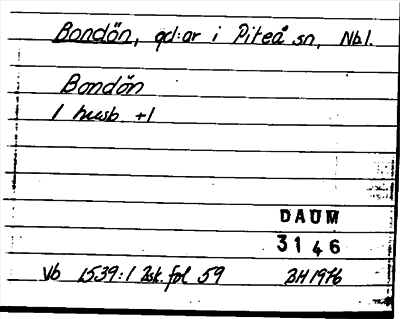 Bondön, gd:ar i Piteå sn, Nbl.
Bondön
1 husb. +1
DAUM
3146
Vb 1539:1 2sk. fol 59 BH 1976